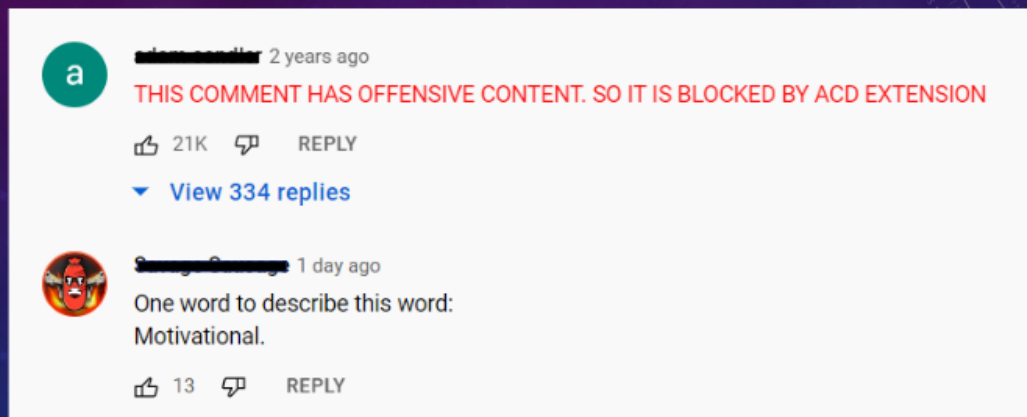 a
2 years ago
THIS COMMENT HAS OFFENSIVE CONTENT. SO IT IS BLOCKED BY ACD EXTENSION
21K REPLY
View 334 replies
1 day ago
One word to describe this word:
Motivational.
13 REPLY